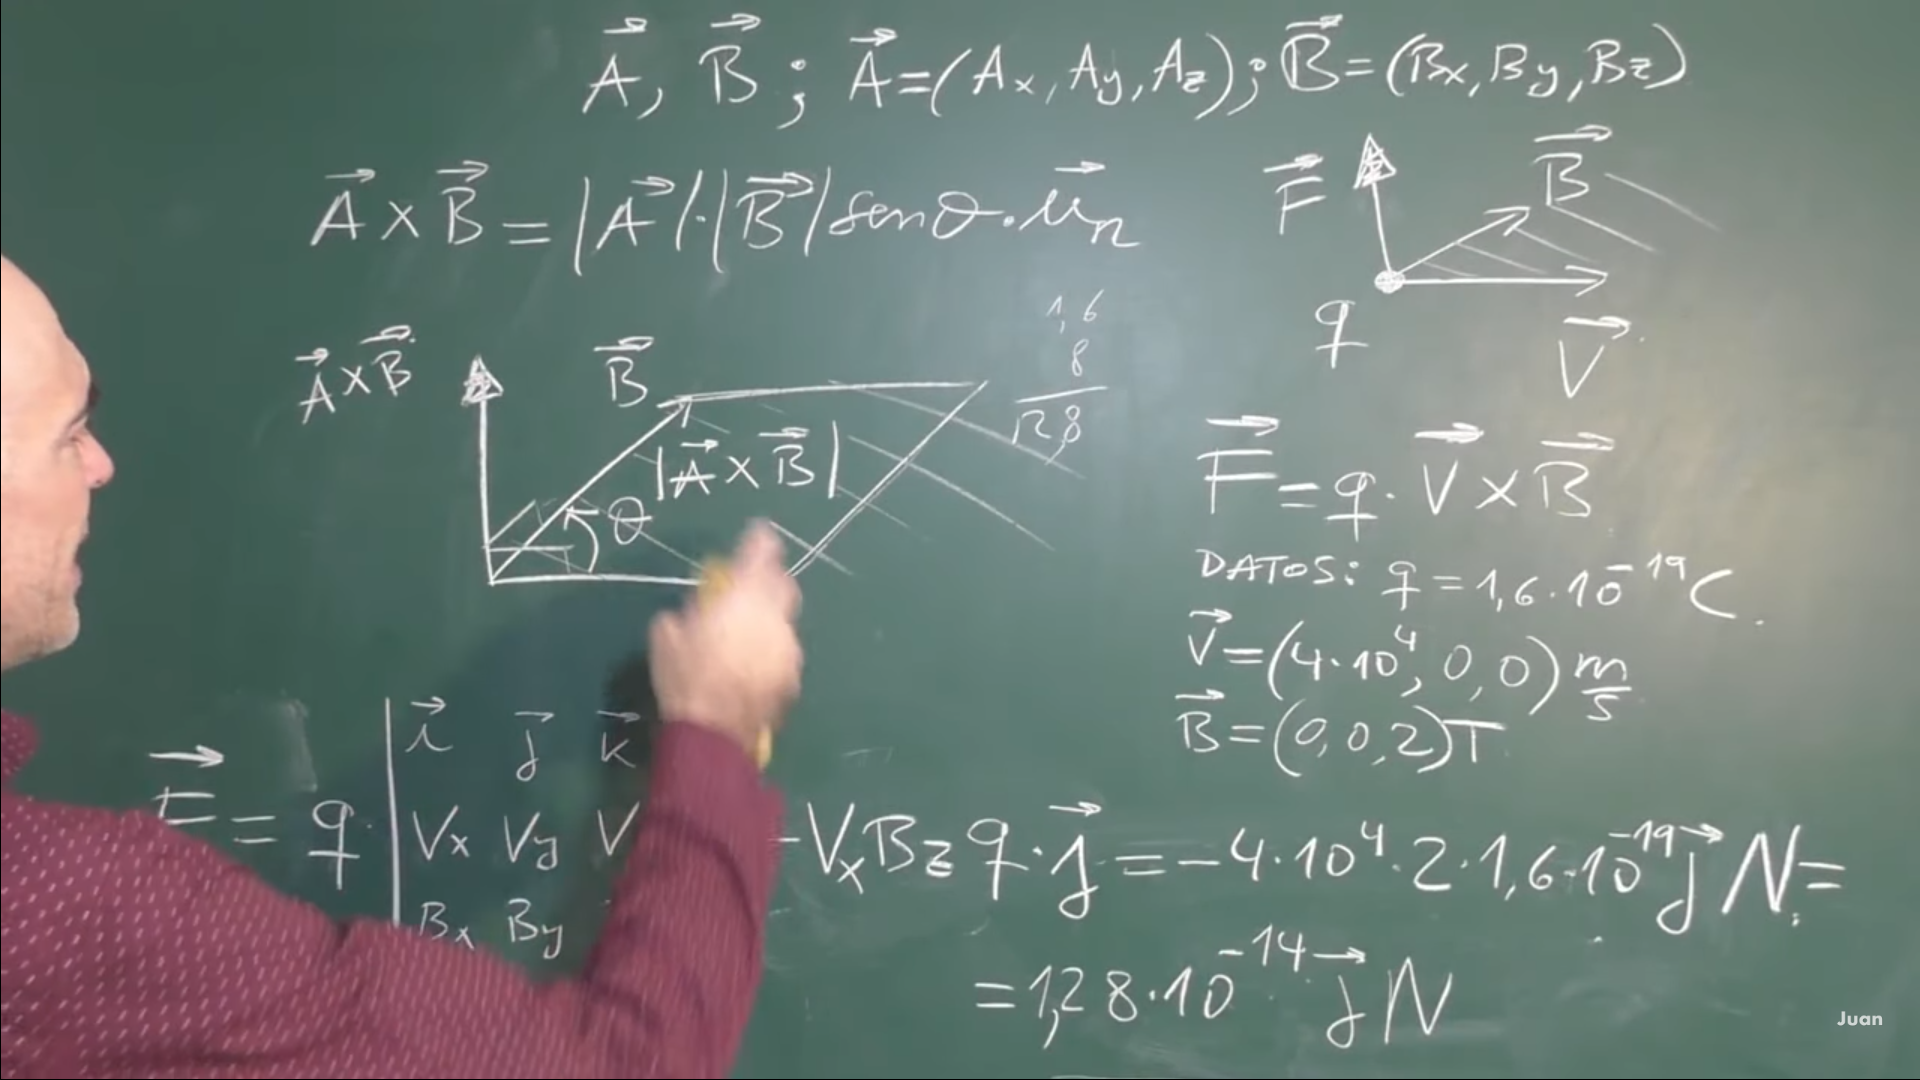 A⃗, B⃗; A⃗=(Ax, Ay, Az); B⃗=(Bx, By, Bz)
A⃗ x B⃗ = |A⃗|·|B⃗| senθ·u⃗n
F⃗
B⃗
q
V⃗
A⃗ x B⃗
B⃗
|A⃗ x B⃗|
θ
1,6
8
12,8
F⃗ = q·V⃗ x B⃗
DATOS: q = 1,6·10⁻¹⁹ C.
V⃗ = (4·10⁴, 0, 0) m/s
B⃗ = (0, 0, 2) T
i⃗ j⃗ k⃗
F⃗ = q· | Vx Vy V
Bx By
-VxBz q·j⃗ = -4·10⁴·2·1,6·10⁻¹⁹ j⃗ N =
= 1,28·10⁻¹⁴ j⃗ N
Juan